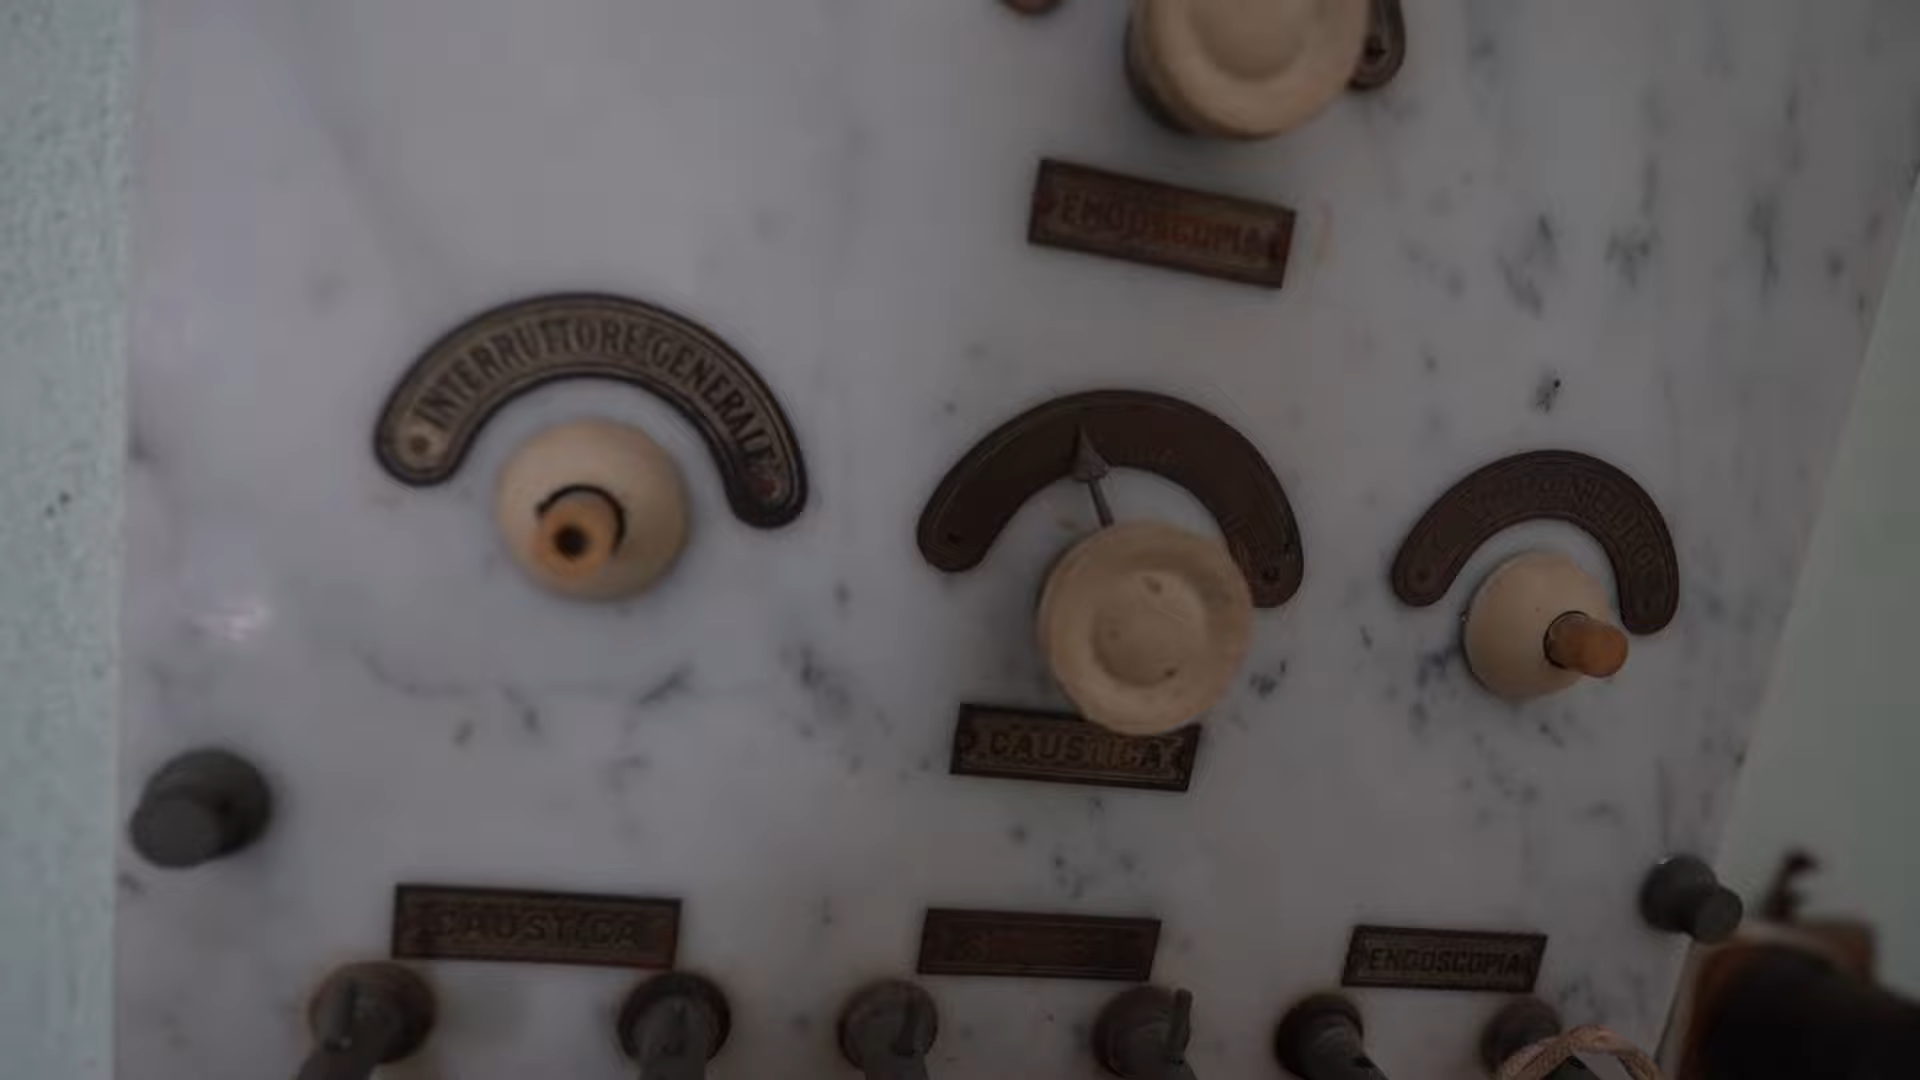 ENDOSCOPIA
INTERRUTTORE GENERALE
CAUSTICA
CAUSTICA
ENDOSCOPIA